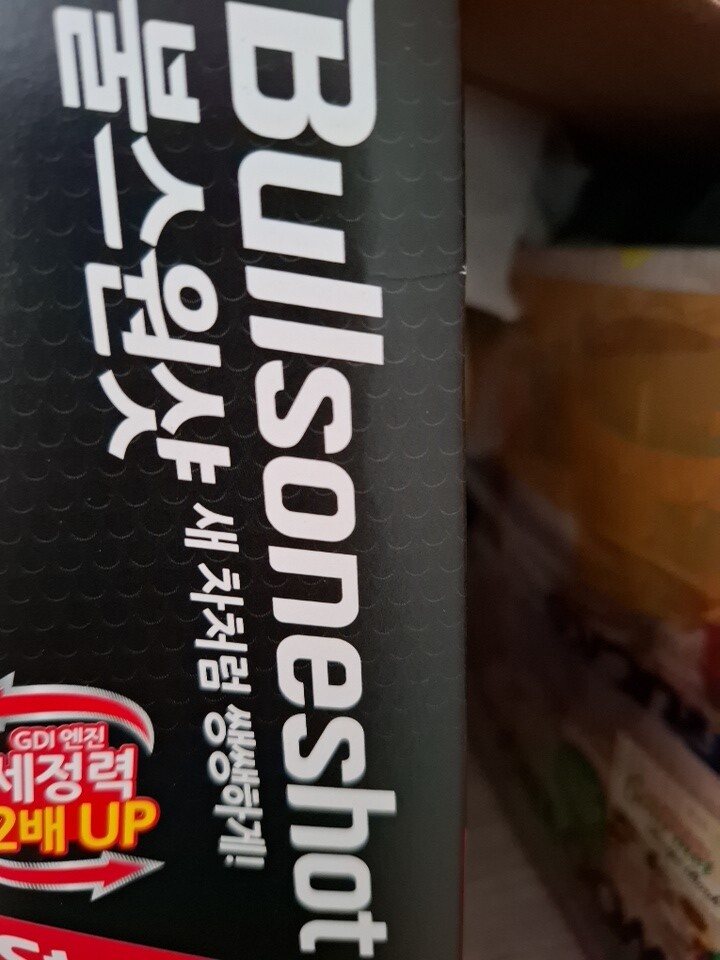 Bullsoneshot
불스원샷 새 차처럼 쌩쌩하게!
GDI 엔진
세정력
2배 UP